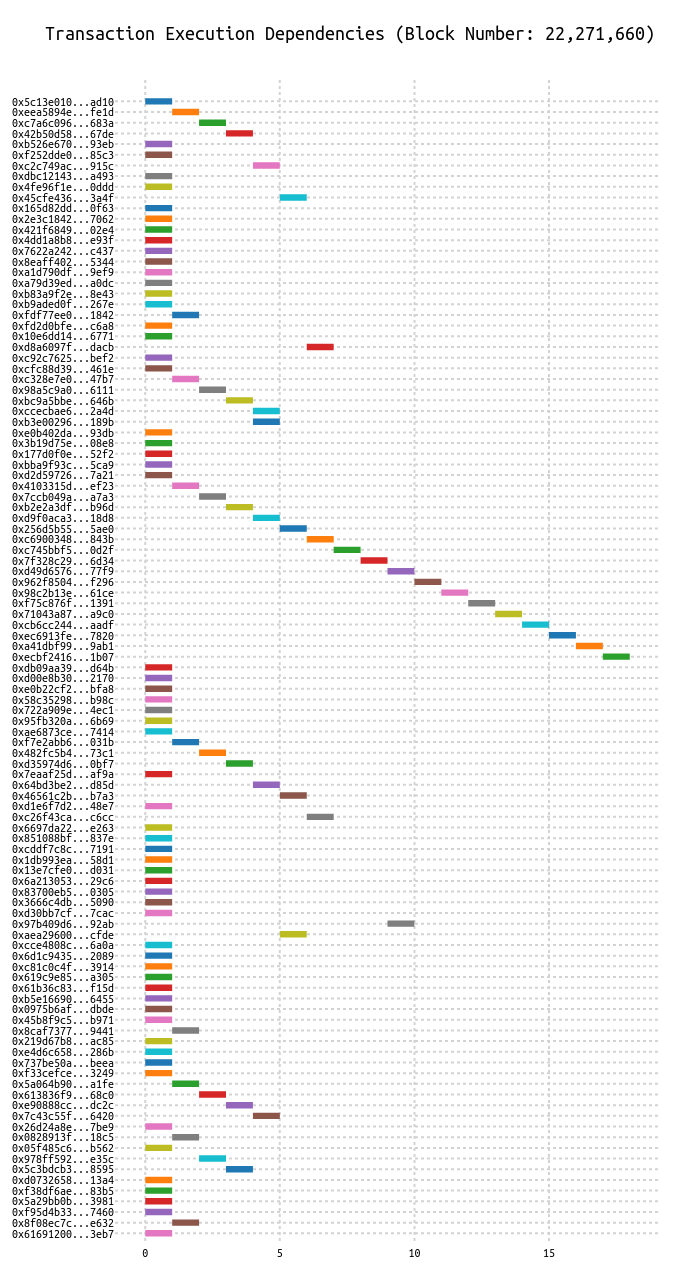 Transaction Execution Dependencies (Block Number: 22,271,660)
0x5c13e010...ad10
0xeea5894e...fe1d
0xc7a6c096...683a
0x42b50d58...67de
0xb526e670...93eb
0xf252dde0...85c3
0xc2c749ac...915c
0xdbc12143...a493
0x4fe96f1e...0ddd
0x45cfe436...3a4f
0x165d82dd...0f63
0x2e3c1842...7062
0x421f6849...02e4
0x4dd1a8b8...e93f
0x7622a242...c437
0x8eaff402...5344
0xa1d790df...9ef9
0xa79d39ed...a0dc
0xb83a9f2e...8e43
0xb9aded0f...267e
0xfdf77ee0...1842
0xfd2d0bfe...c6a8
0x10e6dd14...6771
0xd8a6097f...dacb
0xc92c7625...bef2
0xcfc88d39...461e
0xc328e7e0...47b7
0x98a5c9a0...6111
0xbc9a5bbe...646b
0xccecbae6...2a4d
0xb3e00296...189b
0xe0b402da...93db
0x3b19d75e...08e8
0x177d0f0e...52f2
0xbba9f93c...5ca9
0xd2d59726...7a21
0x4103315d...ef23
0x7ccb049a...a7a3
0xb2e2a3df...b96d
0xd9f0aca3...18d8
0x256d5b55...5ae0
0xc6900348...843b
0xc745bbf5...0d2f
0x7f328c29...6d34
0xd49d6576...77f9
0x962f8504...f296
0x98c2b13e...61ce
0xf75c876f...1391
0x71043a87...a9c0
0xcb6cc244...aadf
0xec6913fe...7820
0xa41dbf99...9ab1
0xecbf2416...1b07
0xdb09aa39...d64b
0xd00e8b30...2170
0xe0b22cf2...bfa8
0x58c35298...b98c
0x722a909e...4ec1
0x95fb320a...6b69
0xae6873ce...7414
0xf7e2abb6...031b
0x482fc5b4...73c1
0xd35974d6...0bf7
0x7eaaf25d...af9a
0x64bd3be2...d85d
0x46561c2b...b7a3
0xd1e6f7d2...48e7
0xc26f43ca...c6cc
0x6697da22...e263
0x851088bf...837e
0xcddf7c8c...7191
0x1db993ea...58d1
0x13e7cfe0...d031
0x6a213053...29c6
0x83700eb5...0305
0x3666c4db...5090
0xd30bb7cf...7cac
0x97b409d6...92ab
0xaea29600...cfde
0xcce4808c...6a0a
0x6d1c9435...2089
0xc81c0c4f...3914
0x619c9e85...a305
0x61b36c83...f15d
0xb5e16690...6455
0x0975b6af...dbde
0x45b8f9c5...b971
0x8caf7377...9441
0x219d67b8...ac85
0xe4d6c658...286b
0x737be50a...beea
0xf33cefce...3249
0x5a064b90...a1fe
0x613836f9...68c0
0xe90888cc...dc2c
0x7c43c55f...6420
0x26d24a8e...7be9
0x0828913f...18c5
0x05f485c6...b562
0x978ff592...e35c
0x5c3bdcb3...8595
0xd0732658...13a4
0xf38df6ae...83b5
0x5a29bb0b...3981
0xf95d4b33...7460
0x8f08ec7c...e632
0x61691200...3eb7
0 5 10 15